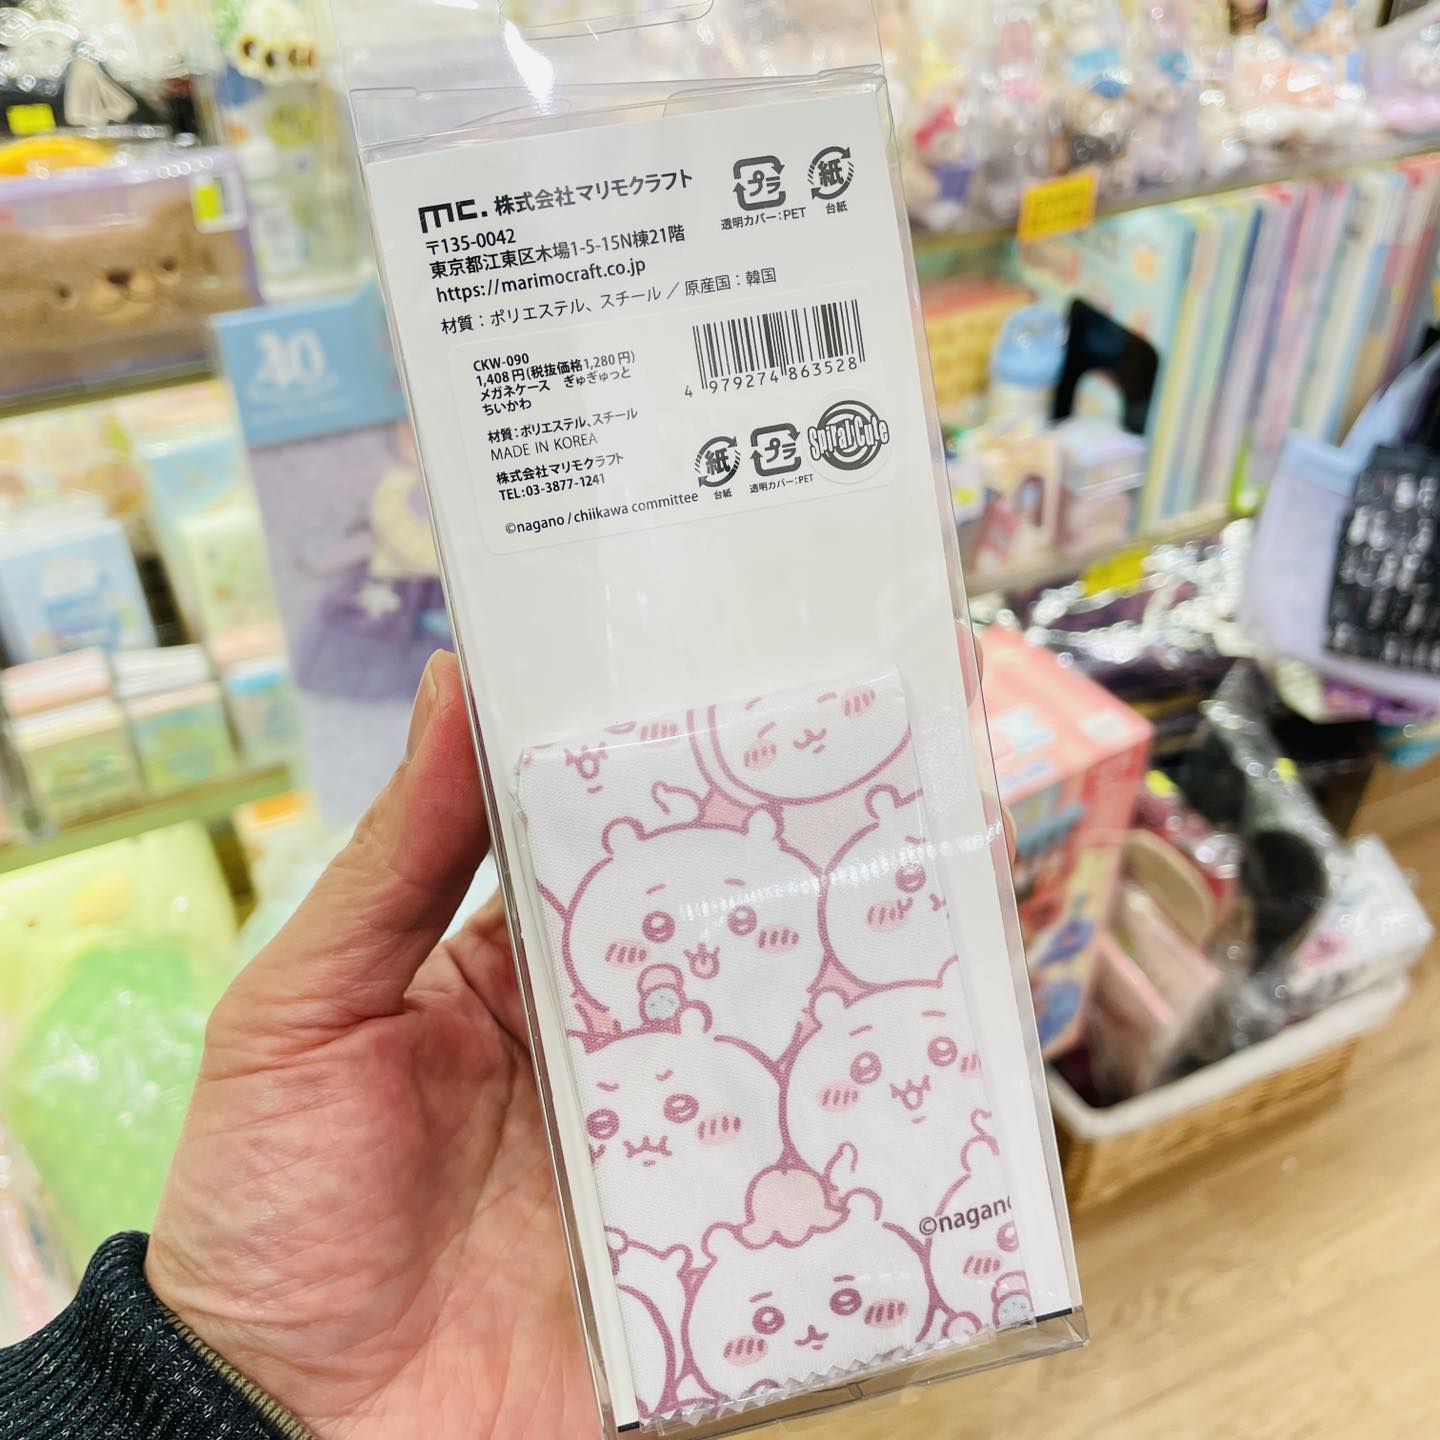 mc. 株式会社マリモクラフト
〒135-0042
東京都江東区木場1-5-15N棟21階
https://marimocraft.co.jp
材質：ポリエステル、スチール／原産国：韓国
プラ
透明カバー：PET
紙
台紙
CKW-090
1,408円(税抜価格1,280円)
メガネケース ぎゅぎゅっと
ちいかわ
材質：ポリエステル、スチール
MADE IN KOREA
株式会社マリモクラフト
TEL:03-3877-1241
©nagano / chiikawa committee
4 979274 863528
紙
台紙
プラ
透明カバー：PET
Spiral Cute
©nagano